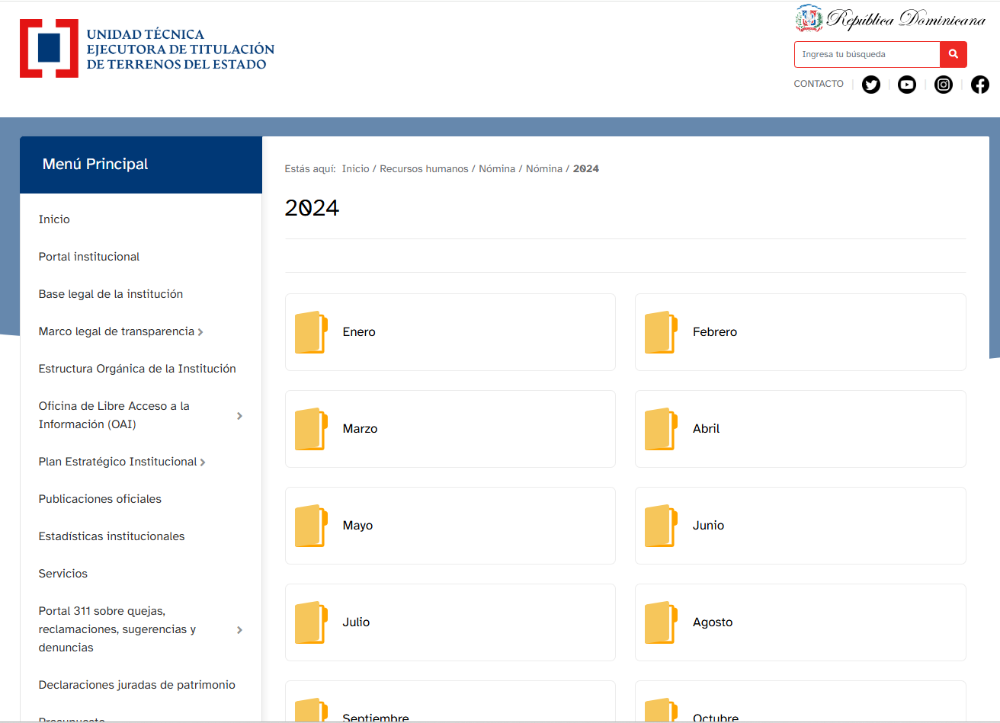 UNIDAD TÉCNICA
EJECUTORA DE TITULACIÓN
DE TERRENOS DEL ESTADO
República Dominicana
Ingresa tu búsqueda
CONTACTO
Menú Principal
Inicio
Portal institucional
Base legal de la institución
Marco legal de transparencia
Estructura Orgánica de la Institución
Oficina de Libre Acceso a la
Información (OAI)
Plan Estratégico Institucional
Publicaciones oficiales
Estadísticas institucionales
Servicios
Portal 311 sobre quejas,
reclamaciones, sugerencias y
denuncias
Declaraciones juradas de patrimonio
Presupuesto
Estás aquí: Inicio / Recursos humanos / Nómina / Nómina / 2024
2024
Enero
Febrero
Marzo
Abril
Mayo
Junio
Julio
Agosto
Septiembre
Octubre